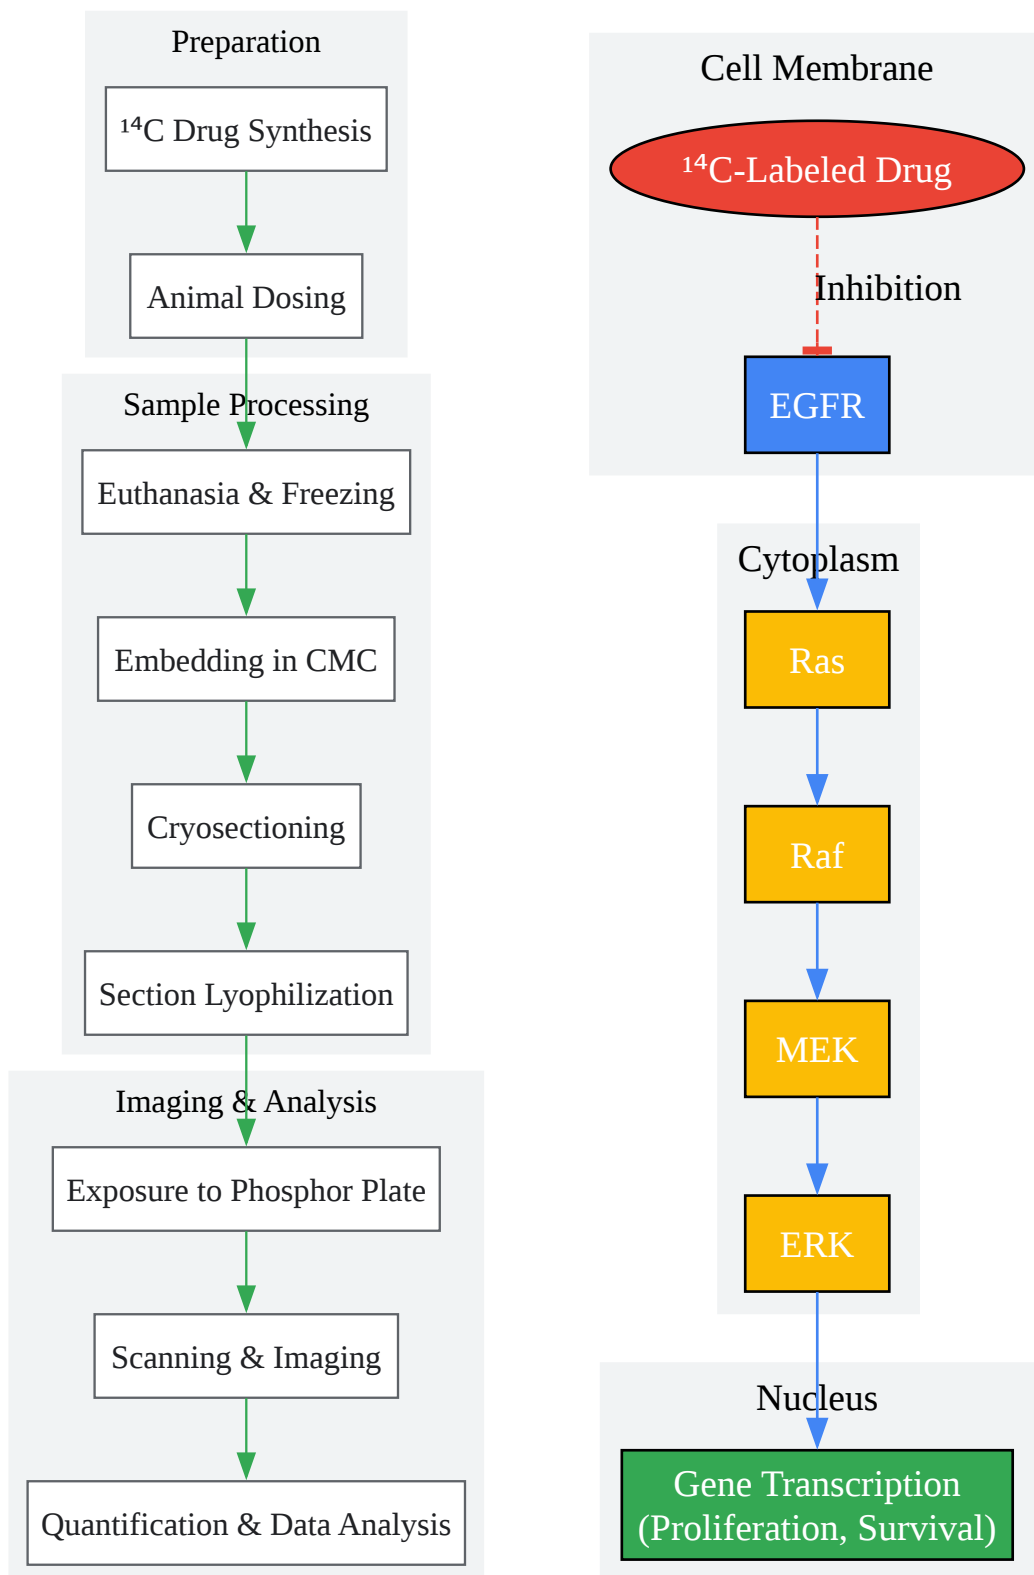 Preparation
¹⁴C Drug Synthesis
Animal Dosing
Sample Processing
Euthanasia & Freezing
Embedding in CMC
Cryosectioning
Section Lyophilization
Imaging & Analysis
Exposure to Phosphor Plate
Scanning & Imaging
Quantification & Data Analysis
Cell Membrane
¹⁴C-Labeled Drug
Inhibition
EGFR
Cytoplasm
Ras
Raf
MEK
ERK
Nucleus
Gene Transcription
(Proliferation, Survival)